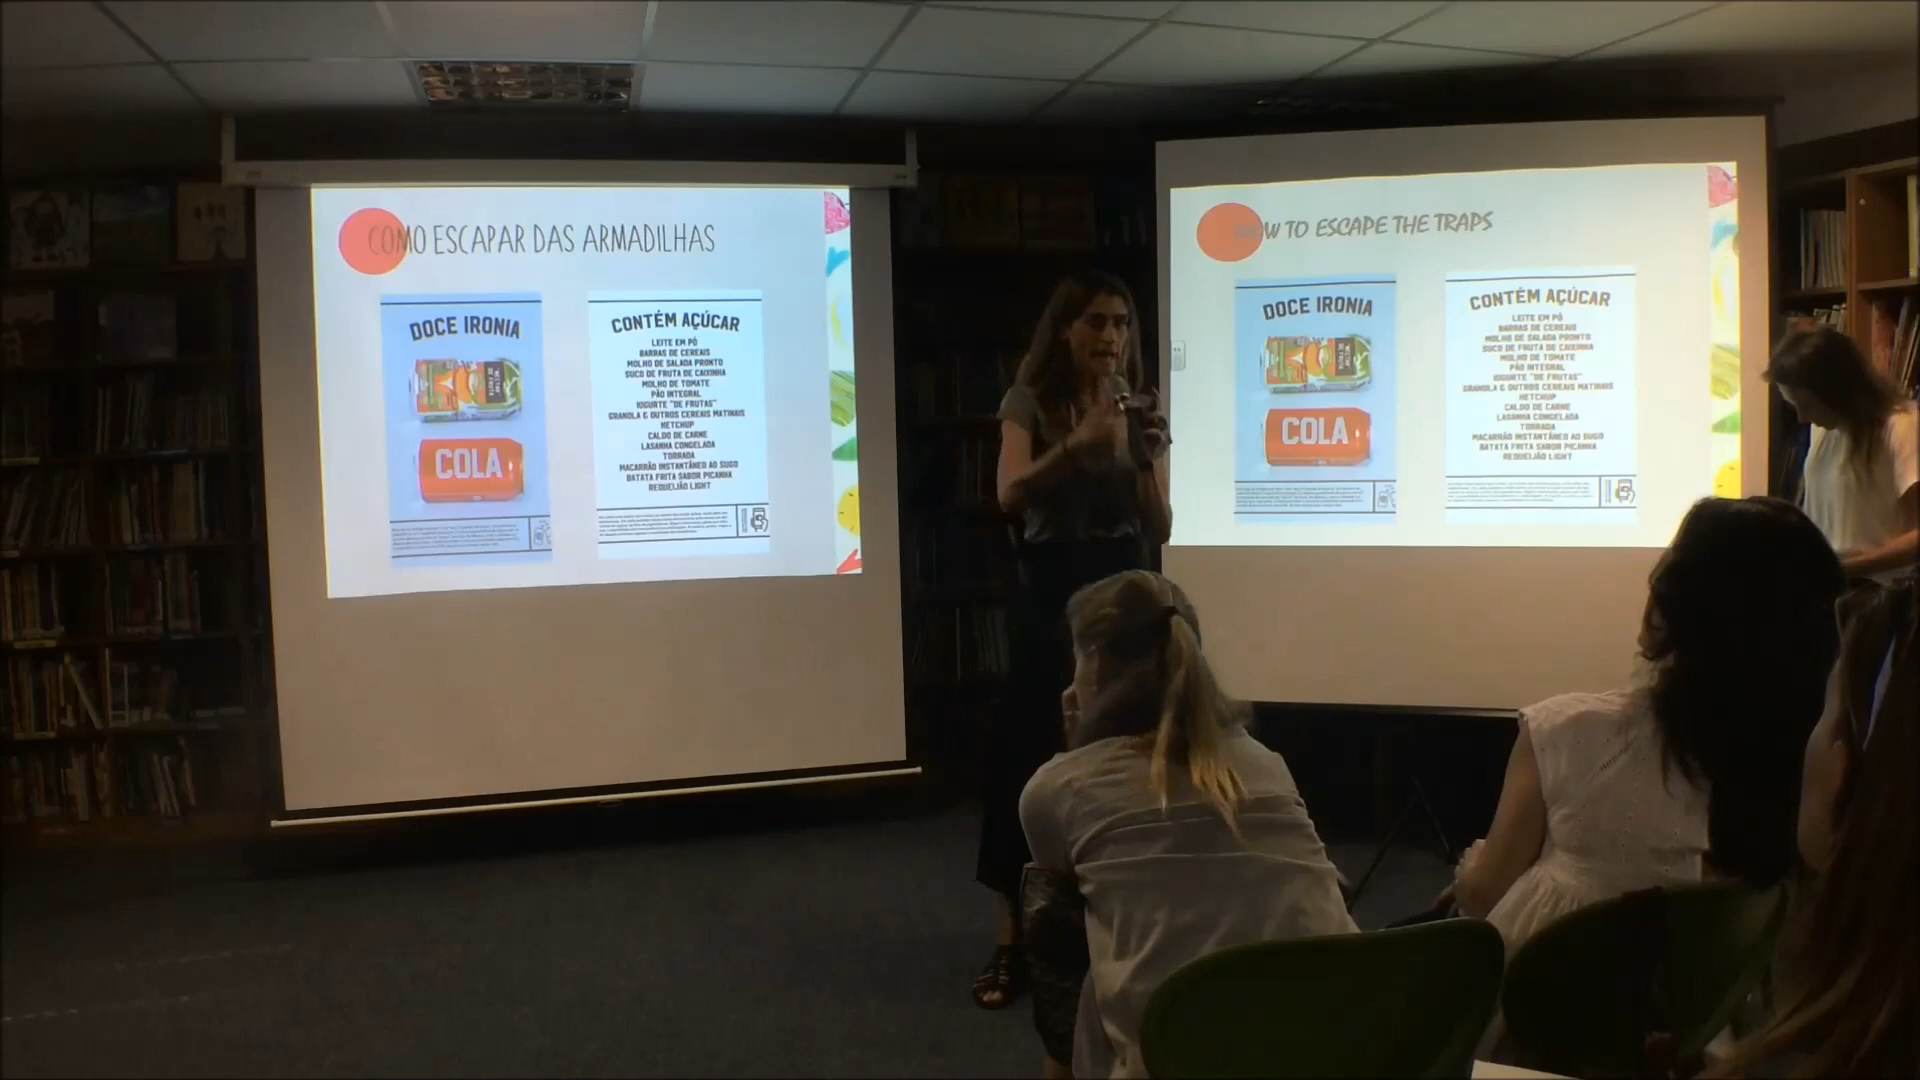 COMO ESCAPAR DAS ARMADILHAS
DOCE IRONIA
COLA
CONTÉM AÇÚCAR
LEITE EM PÓ
BARRAS DE CEREAIS
MOLHO DE SALADA PRONTO
SUCO DE FRUTA DE CAIXINHA
MOLHO DE TOMATE
PÃO INTEGRAL
IOGURTE "DE FRUTAS"
GRANOLA & OUTROS CEREAIS MATINAIS
KETCHUP
CALDO DE CARNE
LASANHA CONGELADA
TORRADA
MACARRÃO INSTANTÂNEO AO SUGO
BATATA FRITA SABOR PICANHA
REQUEIJÃO LIGHT
HOW TO ESCAPE THE TRAPS
DOCE IRONIA
COLA
CONTÉM AÇÚCAR
LEITE EM PÓ
BARRAS DE CEREAIS
MOLHO DE SALADA PRONTO
SUCO DE FRUTA DE CAIXINHA
MOLHO DE TOMATE
PÃO INTEGRAL
IOGURTE "DE FRUTAS"
GRANOLA & OUTROS CEREAIS MATINAIS
KETCHUP
CALDO DE CARNE
LASANHA CONGELADA
TORRADA
MACARRÃO INSTANTÂNEO AO SUGO
BATATA FRITA SABOR PICANHA
REQUEIJÃO LIGHT